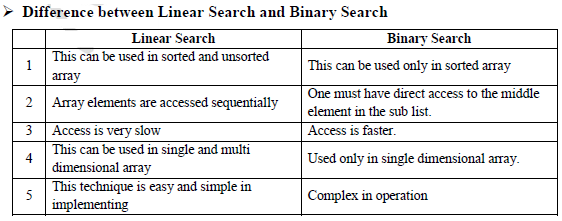 ➢ Difference between Linear Search and Binary Search
Linear Search Binary Search
1 This can be used in sorted and unsorted array This can be used only in sorted array
2 Array elements are accessed sequentially One must have direct access to the middle element in the sub list.
3 Access is very slow Access is faster.
4 This can be used in single and multi dimensional array Used only in single dimensional array.
5 This technique is easy and simple in implementing Complex in operation